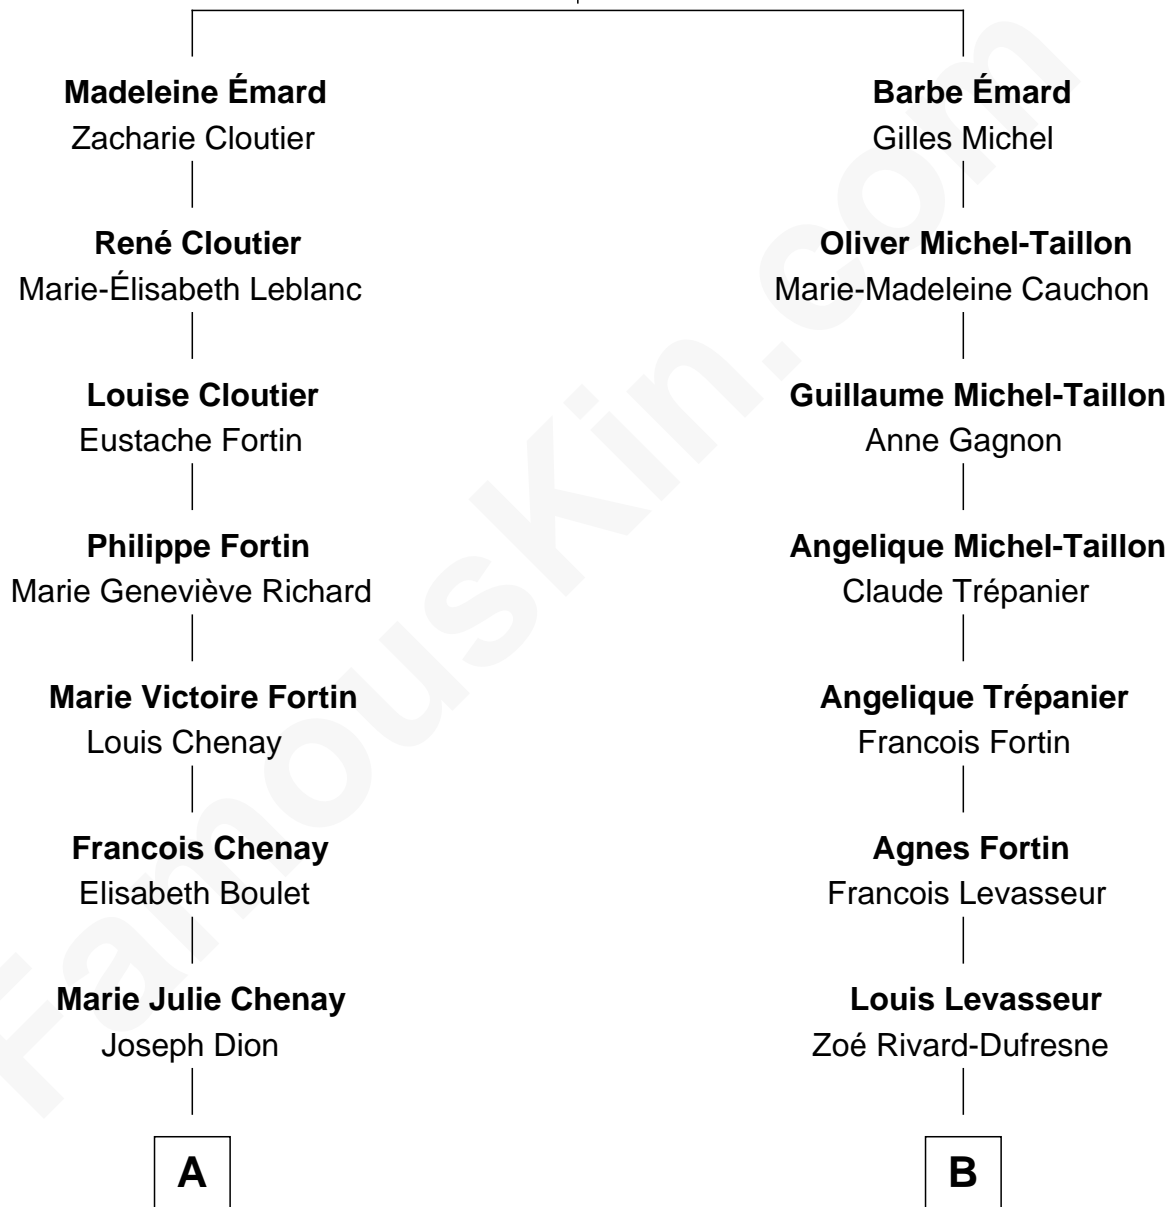 Madeleine Émard
Zacharie Cloutier
René Cloutier
Marie-Élisabeth Leblanc
Louise Cloutier
Eustache Fortin
Philippe Fortin
Marie Geneviève Richard
Marie Victoire Fortin
Louis Chenay
Francois Chenay
Elisabeth Boulet
Marie Julie Chenay
Joseph Dion
A
Barbe Émard
Gilles Michel
Oliver Michel-Taillon
Marie-Madeleine Cauchon
Guillaume Michel-Taillon
Anne Gagnon
Angelique Michel-Taillon
Claude Trépanier
Angelique Trépanier
Francois Fortin
Agnes Fortin
Francois Levasseur
Louis Levasseur
Zoé Rivard-Dufresne
B
FamousKin.com